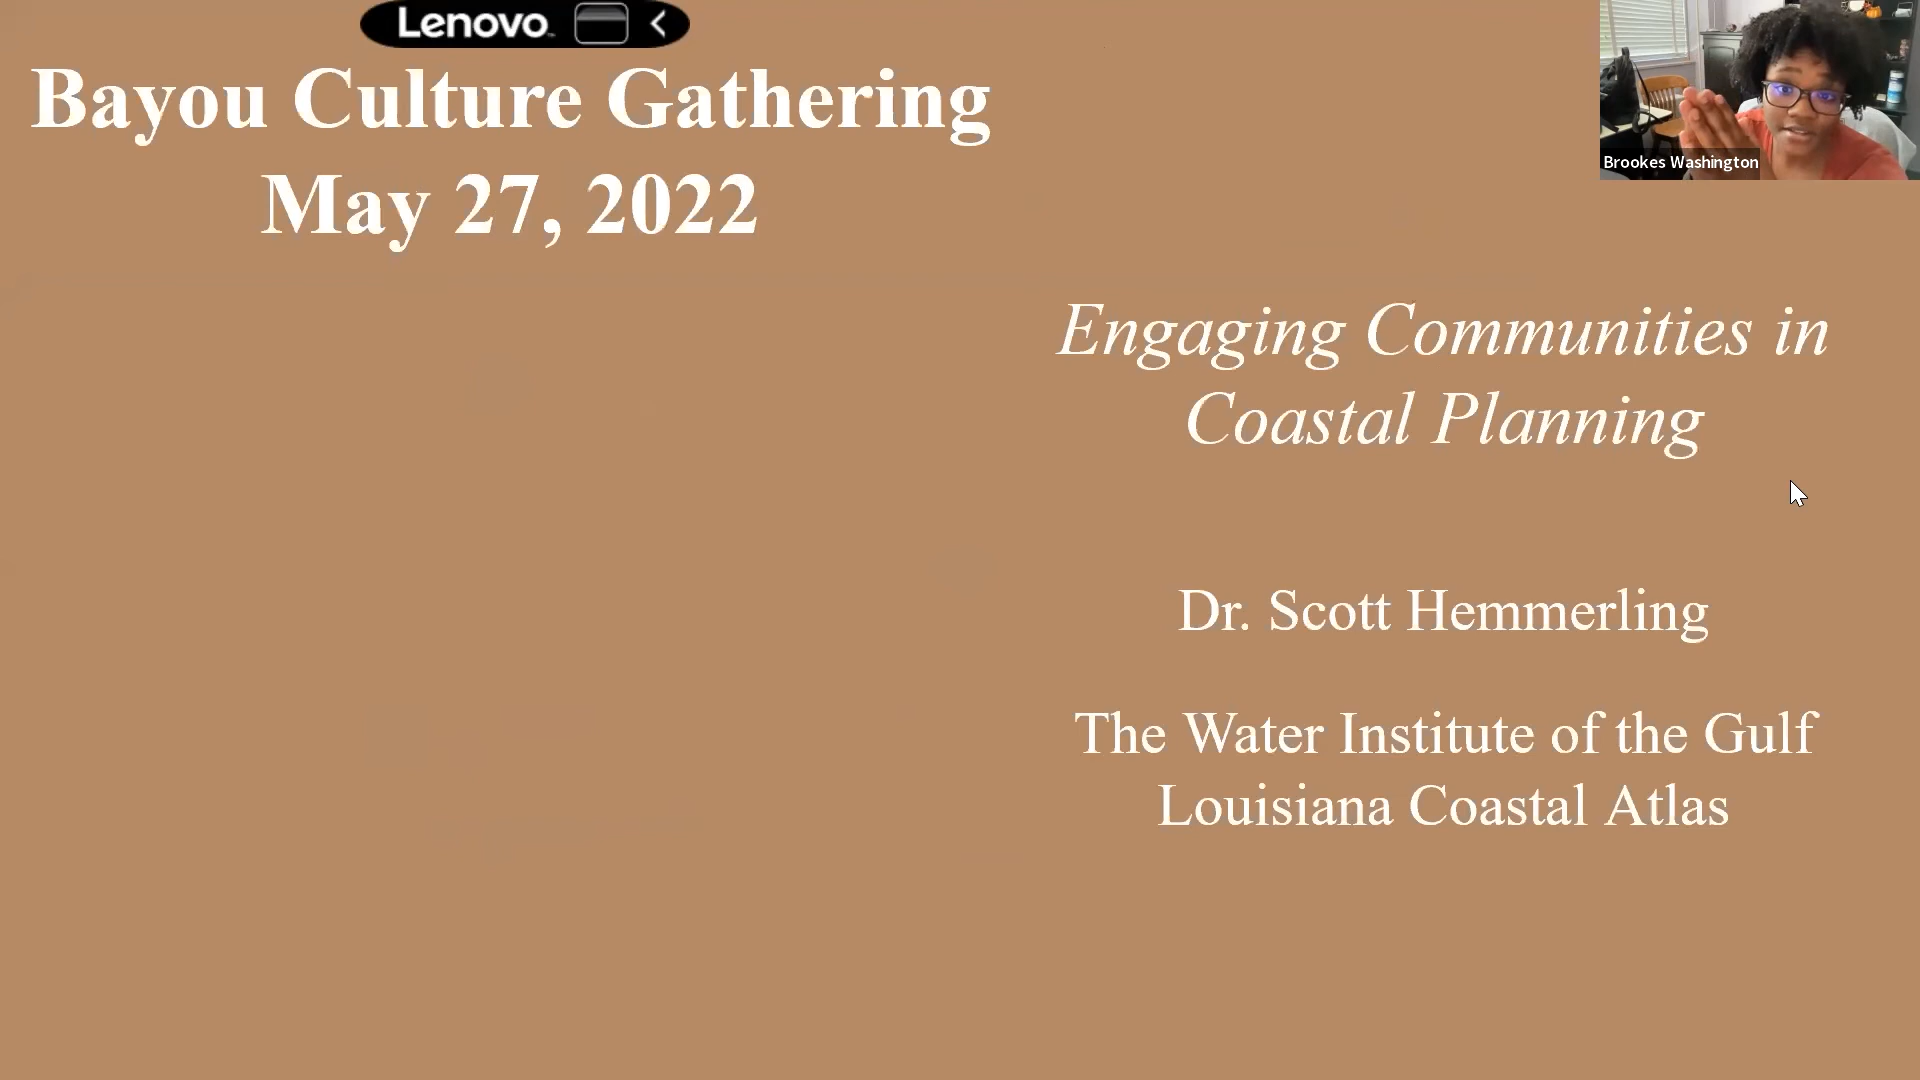 Lenovo
Bayou Culture Gathering
May 27, 2022
Brookes Washington
Engaging Communities in
Coastal Planning
Dr. Scott Hemmerling
The Water Institute of the Gulf
Louisiana Coastal Atlas